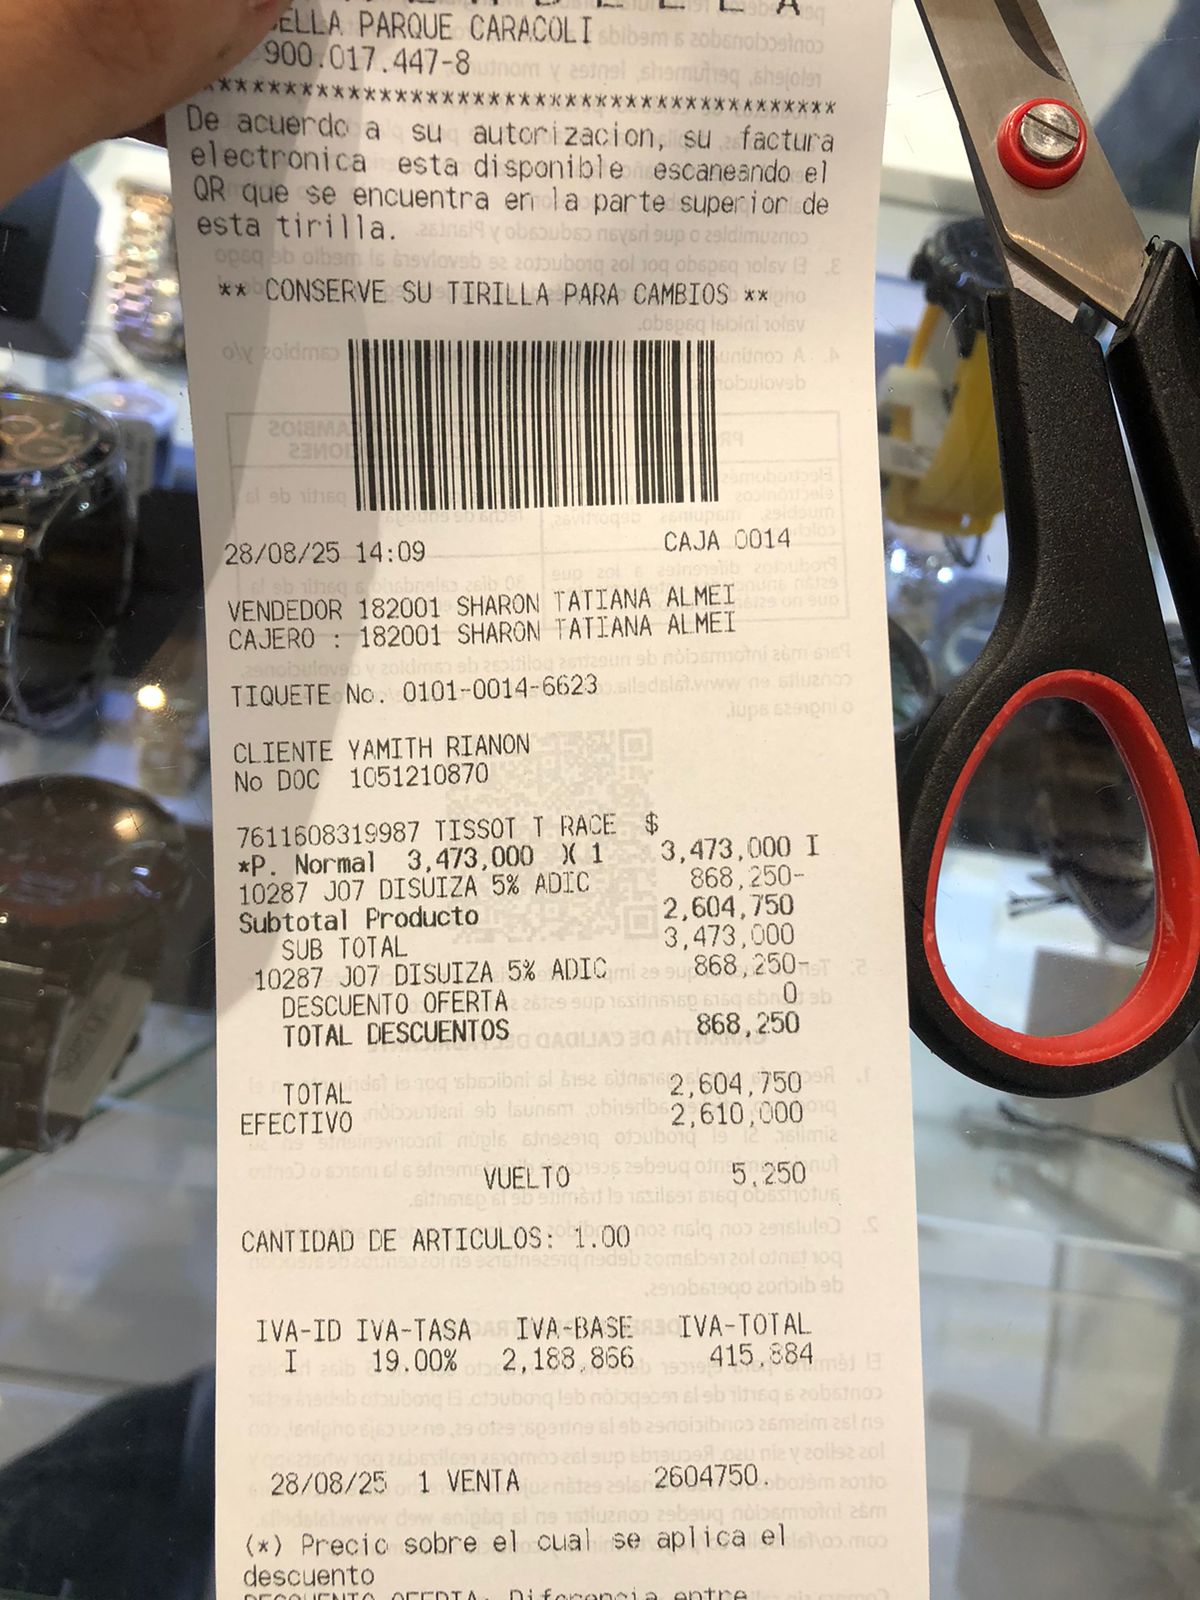 ELLA PARQUE CARACOLI
900.017.447-8
****************************************
De acuerdo a su autorizacion, su factura
electronica esta disponible escaneando el
QR que se encuentra en la parte superior de
esta tirilla.
** CONSERVE SU TIRILLA PARA CAMBIOS **
28/08/25 14:09 CAJA 0014
VENDEDOR 182001 SHARON TATIANA ALMEI
CAJERO : 182001 SHARON TATIANA ALMEI
TIQUETE No. 0101-0014-6623
CLIENTE YAMITH RIANON
No DOC 1051210870
7611608319987 TISSOT T RACE $
*P. Normal 3,473,000 X 1 3,473,000 I
10287 J07 DISUIZA 5% ADIC 868,250-
Subtotal Producto 2,604,750
SUB TOTAL 3,473,000
10287 J07 DISUIZA 5% ADIC 868,250-
DESCUENTO OFERTA 0
TOTAL DESCUENTOS 868,250
TOTAL 2,604,750
EFECTIVO 2,610,000
VUELTO 5,250
CANTIDAD DE ARTICULOS: 1.00
IVA-ID IVA-TASA IVA-BASE IVA-TOTAL
I 19.00% 2,188,866 415,884
28/08/25 1 VENTA 2604750.
(*) Precio sobre el cual se aplica el
descuento
DESCUENTO OFERTA: Diferencia entre